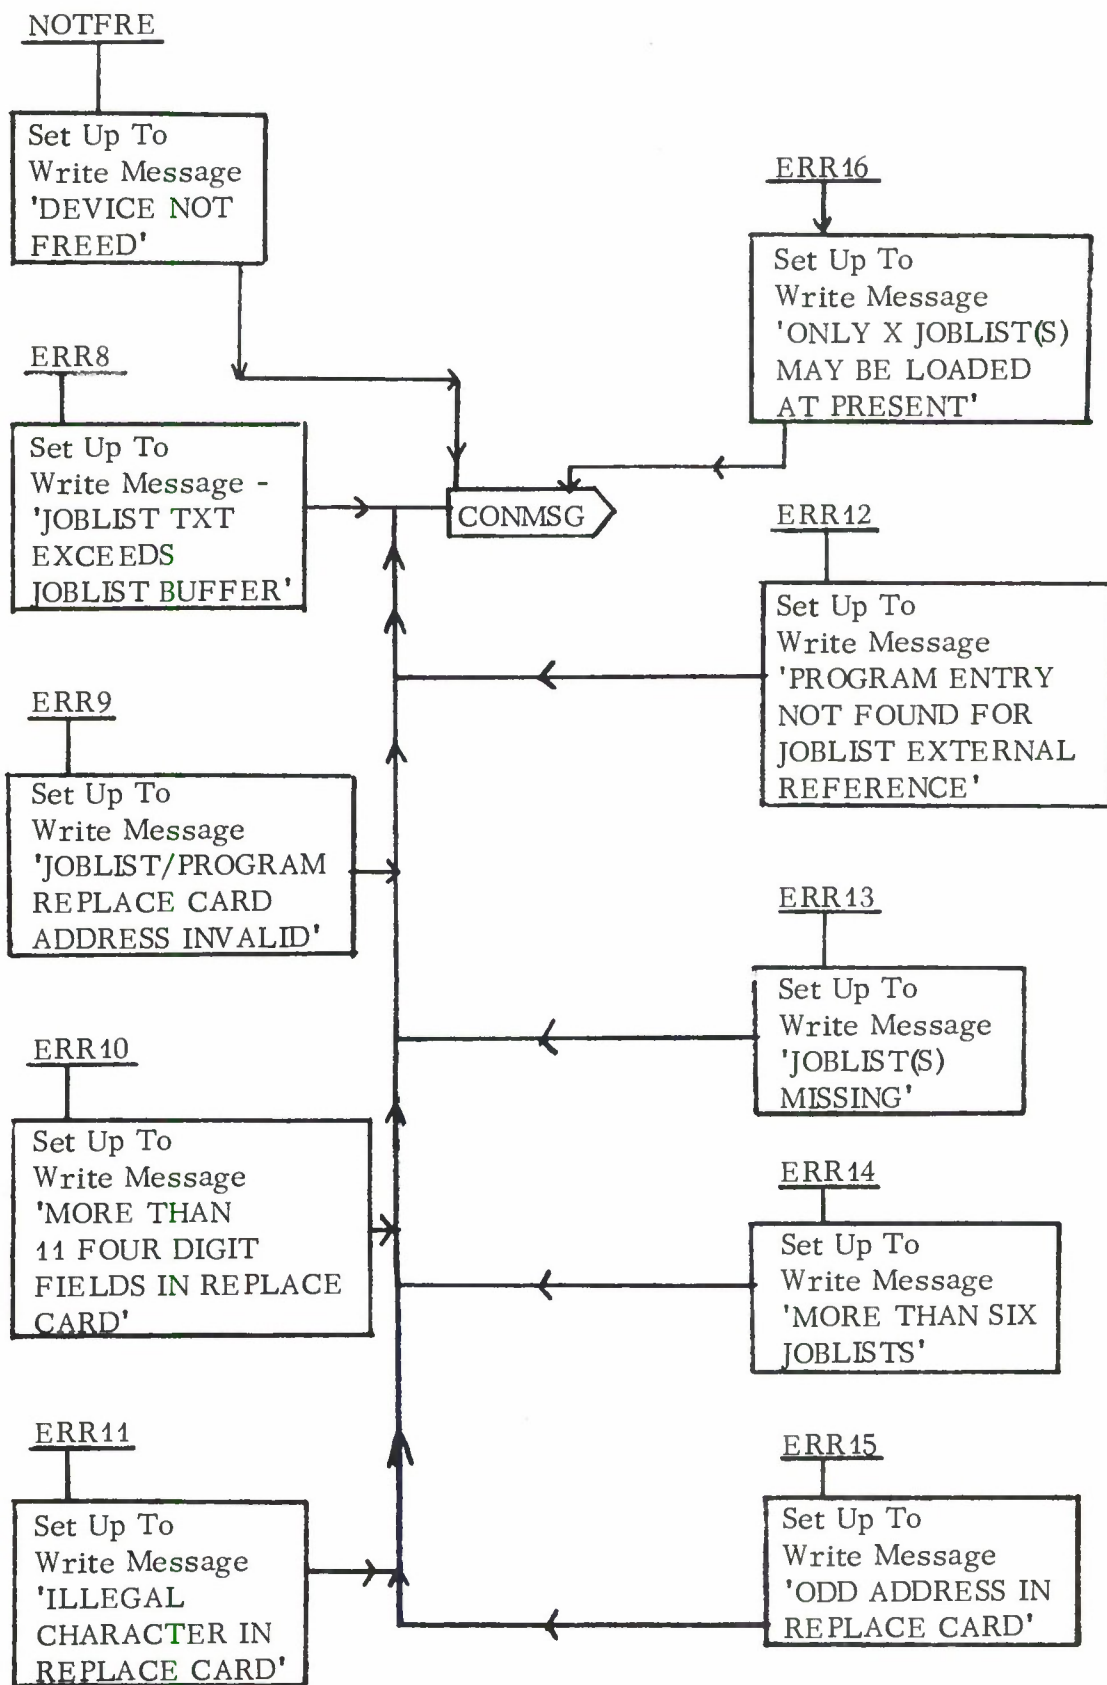 NOTFRE
Set Up To
Write Message
'DEVICE NOT
FREED'
ERR8
Set Up To
Write Message -
'JOBLIST TXT
EXCEEDS
JOBLIST BUFFER'
ERR9
Set Up To
Write Message
'JOBLIST/PROGRAM
REPLACE CARD
ADDRESS INVALID'
ERR10
Set Up To
Write Message
'MORE THAN
11 FOUR DIGIT
FIELDS IN REPLACE
CARD'
ERR11
Set Up To
Write Message
'ILLEGAL
CHARACTER IN
REPLACE CARD'
CONMSG
ERR16
Set Up To
Write Message
'ONLY X JOBLIST(S)
MAY BE LOADED
AT PRESENT'
ERR12
Set Up To
Write Message
'PROGRAM ENTRY
NOT FOUND FOR
JOBLIST EXTERNAL
REFERENCE'
ERR13
Set Up To
Write Message
'JOBLIST(S)
MISSING'
ERR14
Set Up To
Write Message
'MORE THAN SIX
JOBLISTS'
ERR15
Set Up To
Write Message
'ODD ADDRESS IN
REPLACE CARD'